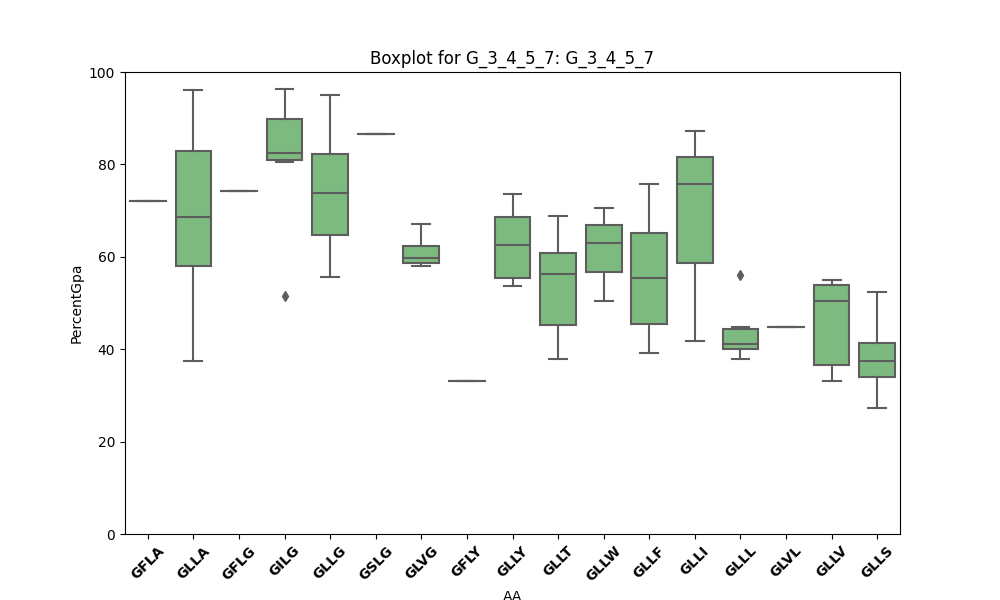 Boxplot for G_3_4_5_7: G_3_4_5_7
PercentGpa
100
80
60
40
20
0
GFLA
GLLA
GFLG
GILG
GLLG
GSLG
GLVG
GFLY
GLLY
GLLT
GLLW
GLLF
GLLI
GLLL
GLVL
GLLV
GLLS
AA